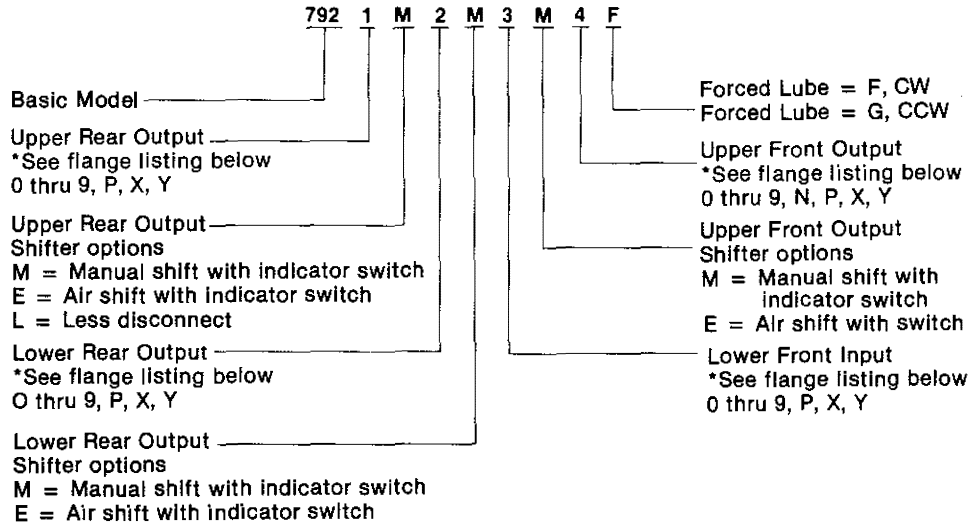 792 1 M 2 M 3 M 4 F
Basic Model
Upper Rear Output
*See flange listing below
0 thru 9, P, X, Y
Upper Rear Output
Shifter options
M = Manual shift with indicator switch
E = Air shift with indicator switch
L = Less disconnect
Lower Rear Output
*See flange listing below
O thru 9, P, X, Y
Lower Rear Output
Shifter options
M = Manual shift with indicator switch
E = Air shift with indicator switch
Forced Lube = F, CW
Forced Lube = G, CCW
Upper Front Output
*See flange listing below
0 thru 9, N, P, X, Y
Upper Front Output
Shifter options
M = Manual shift with
indicator switch
E = Air shift with switch
Lower Front Input
*See flange listing below
0 thru 9, P, X, Y